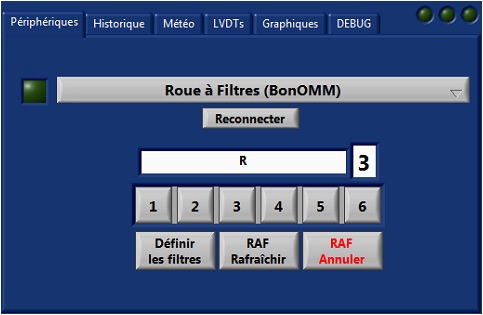 Périphériques Historique Météo LVDTs Graphiques DEBUG
Roue à Filtres (BonOMM)
Reconnecter
R 3
1 2 3 4 5 6
Définir
les filtres
RAF
Rafraîchir
RAF
Annuler